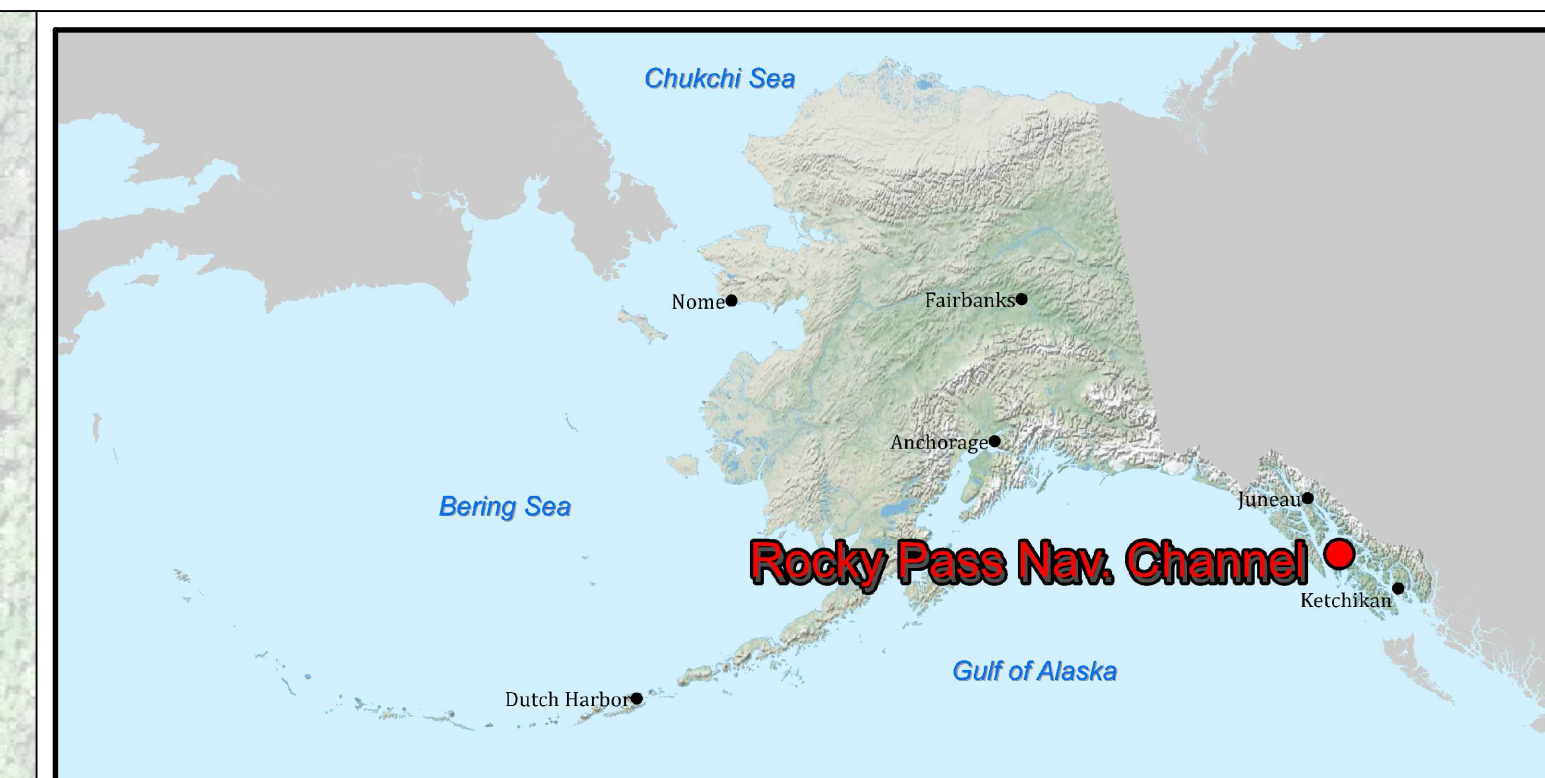 Chukchi Sea
Nome
Fairbanks
Anchorage
Juneau
Bering Sea
Rocky Pass Nav. Channel
Ketchikan
Gulf of Alaska
Dutch Harbor